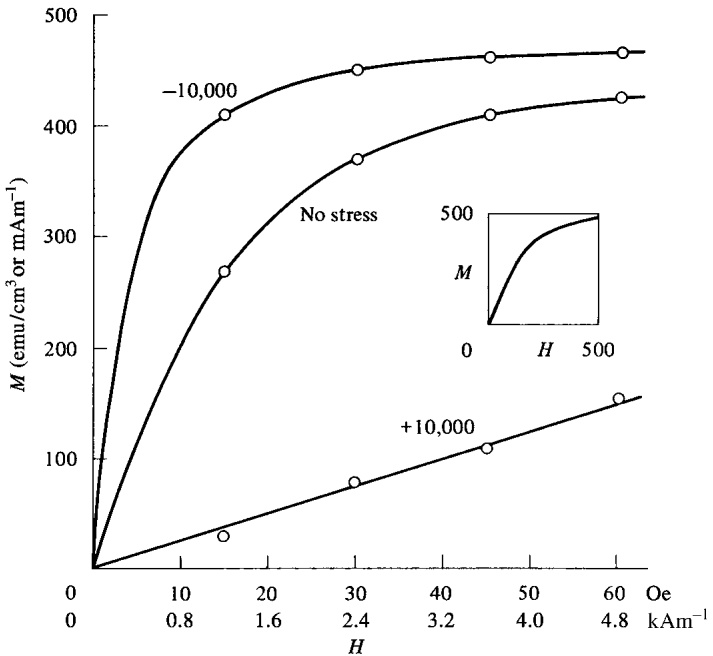 500
400
300
200
100
M (emu/cm³ or mAm⁻¹)
−10,000
No stress
500
M
0 H 500
+10,000
0 10 20 30 40 50 60 Oe
0 0.8 1.6 2.4 3.2 4.0 4.8 kAm⁻¹
H